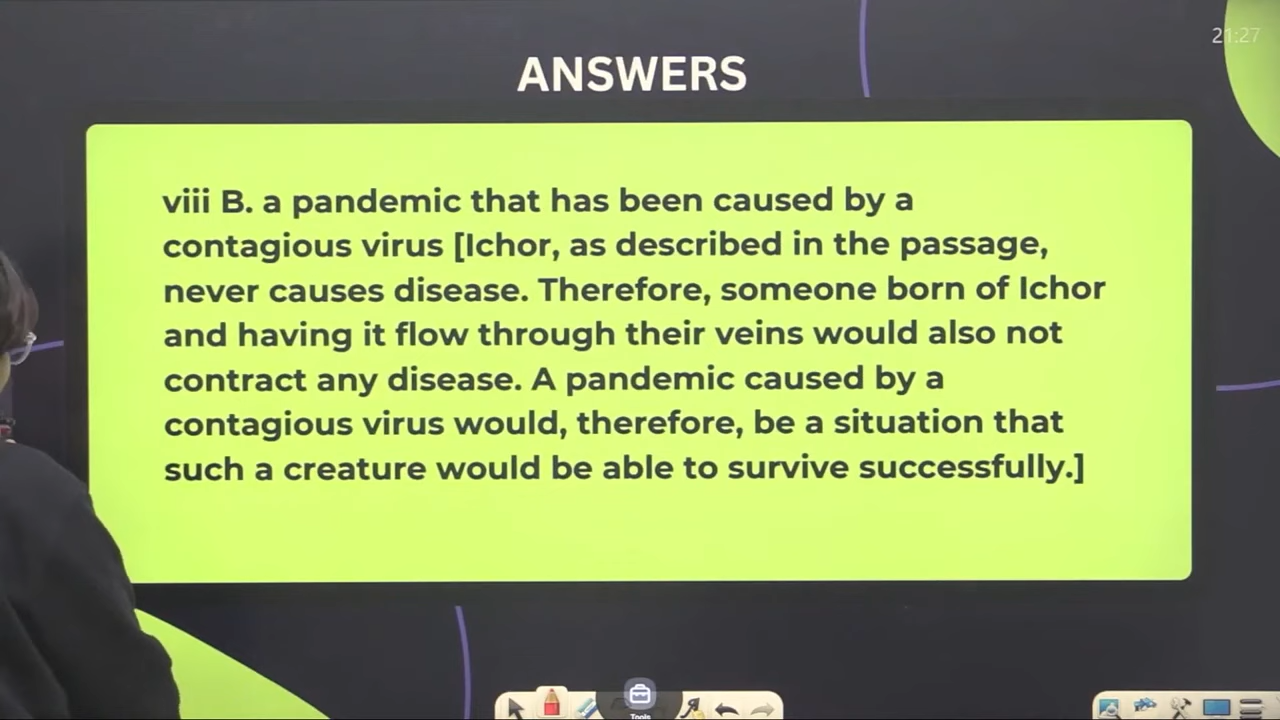 21:27
ANSWERS
viii B. a pandemic that has been caused by a
contagious virus [Ichor, as described in the passage,
never causes disease. Therefore, someone born of Ichor
and having it flow through their veins would also not
contract any disease. A pandemic caused by a
contagious virus would, therefore, be a situation that
such a creature would be able to survive successfully.]
Tools